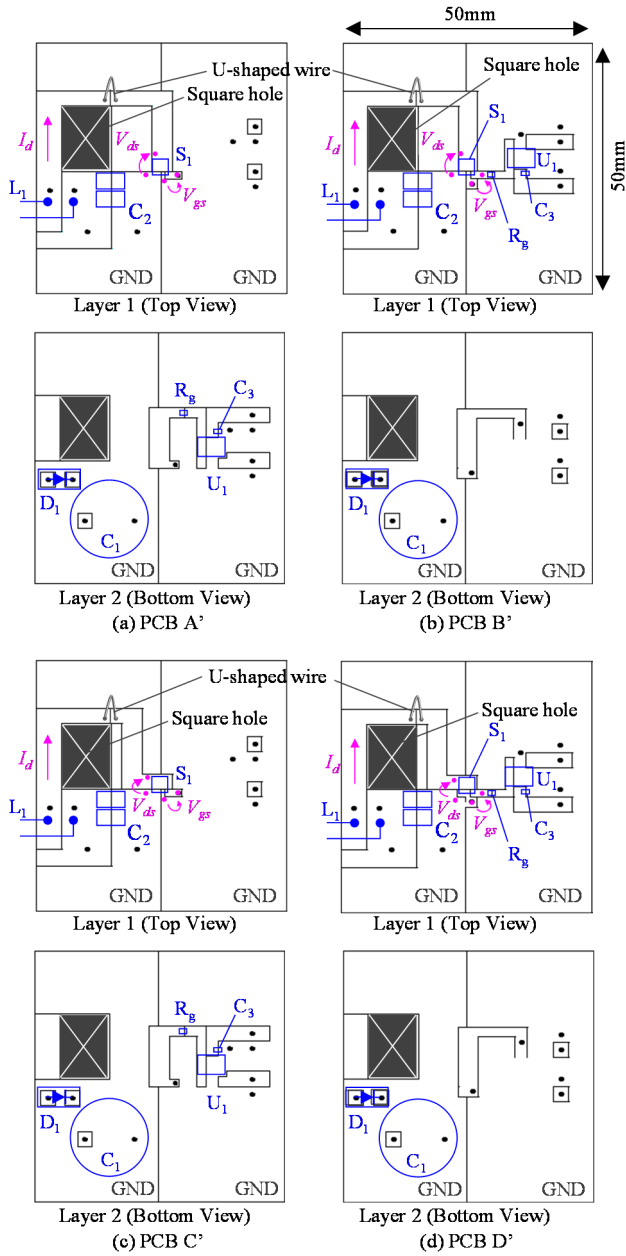 50mm
U-shaped wire
Square hole
Square hole
I_d
V_ds
S_1
V_gs
L_1
C_2
GND
GND
Layer 1 (Top View)
I_d
V_ds
S_1
U_1
V_gs
L_1
C_2
R_g
C_3
GND
GND
Layer 1 (Top View)
50mm
R_g
C_3
U_1
D_1
C_1
GND
GND
Layer 2 (Bottom View)
(a) PCB A’
D_1
C_1
GND
GND
Layer 2 (Bottom View)
(b) PCB B’
U-shaped wire
Square hole
Square hole
I_d
S_1
V_ds
V_gs
L_1
C_2
GND
GND
Layer 1 (Top View)
I_d
S_1
U_1
V_ds
V_gs
L_1
C_2
R_g
C_3
GND
GND
Layer 1 (Top View)
R_g
C_3
U_1
D_1
C_1
GND
GND
Layer 2 (Bottom View)
(c) PCB C’
D_1
C_1
GND
GND
Layer 2 (Bottom View)
(d) PCB D’